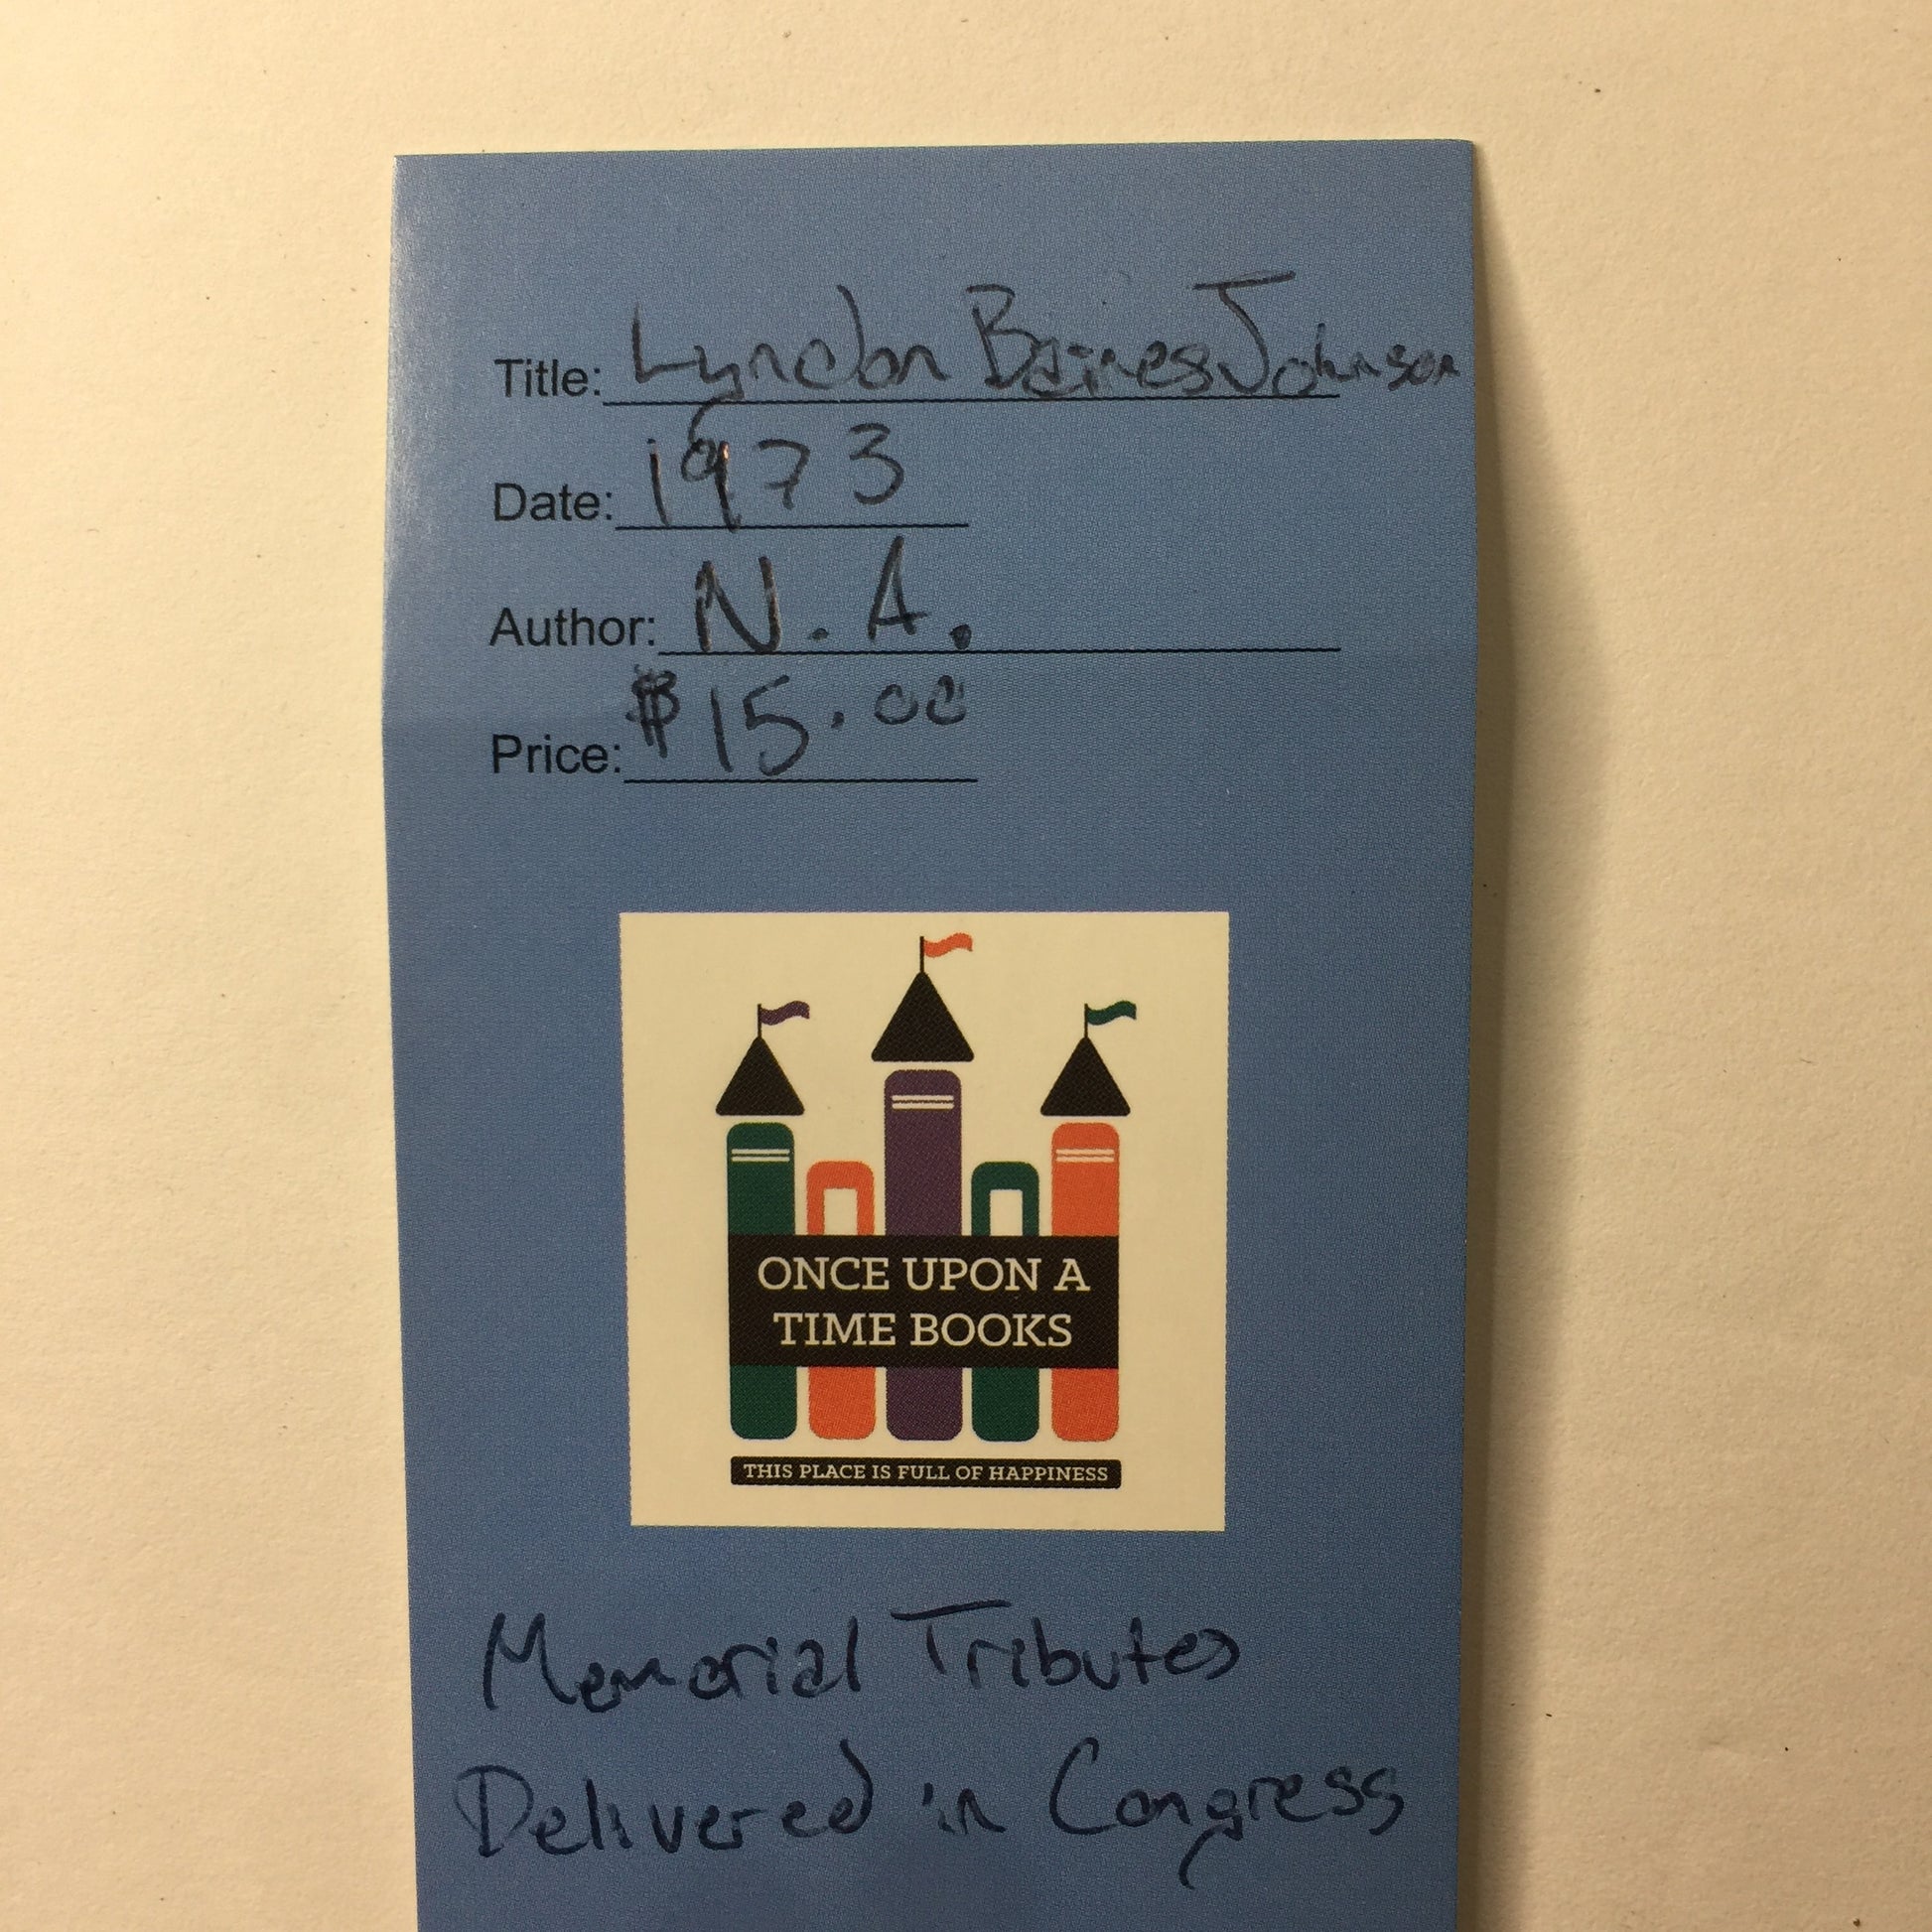 Title: Lyndon Baines Johnson
Date: 1973
Author: N.A.
Price: $15.00
ONCE UPON A
TIME BOOKS
THIS PLACE IS FULL OF HAPPINESS
Memorial Tributes
Delivered in Congress